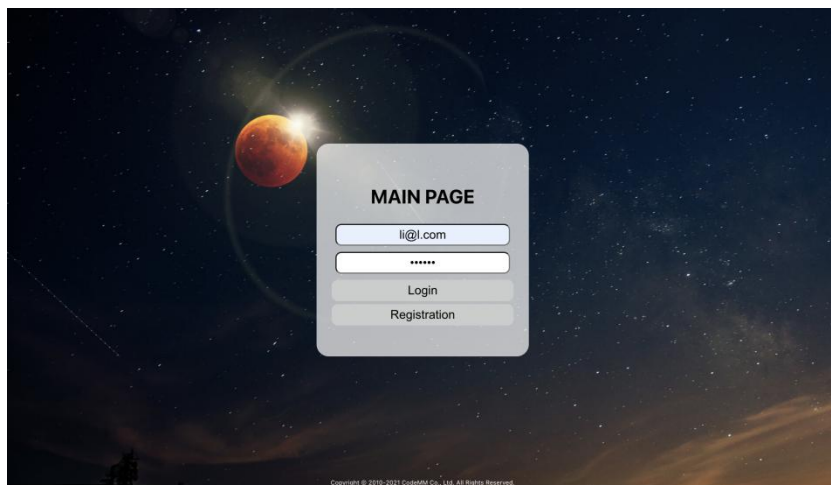 MAIN PAGE
li@l.com
••••••
Login
Registration
Copyright © 2010-2021 CodeMM Co., Ltd. All Rights Reserved.